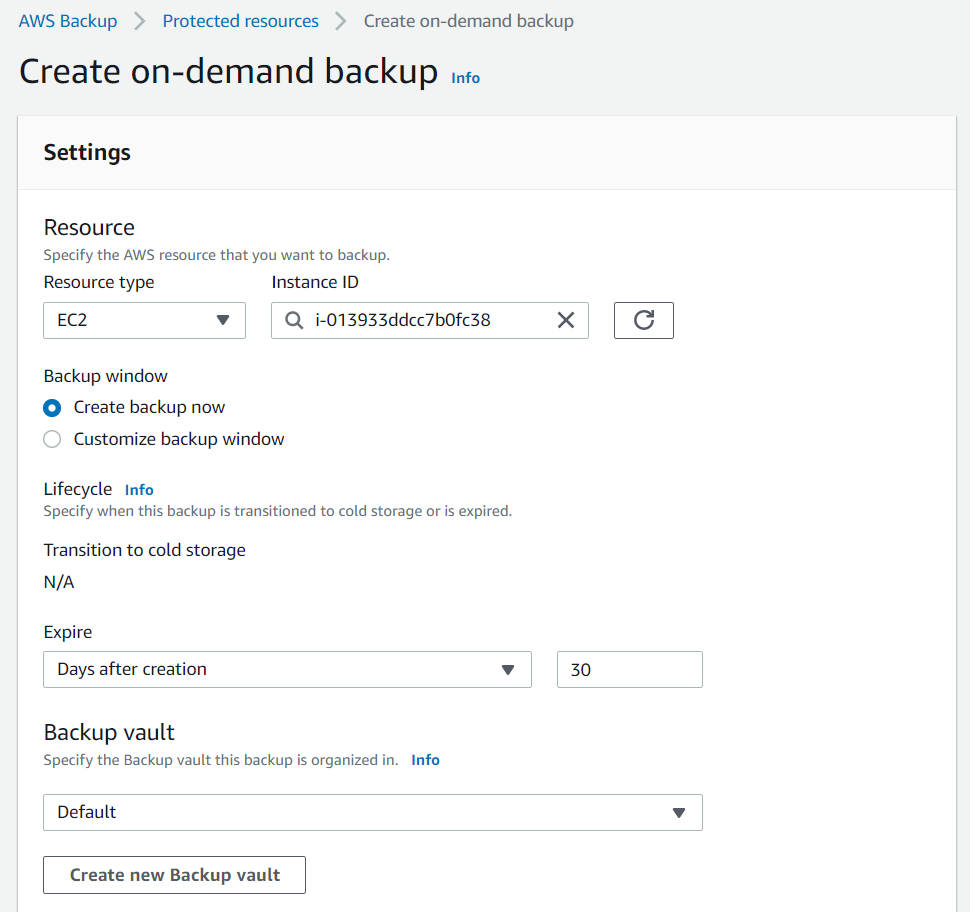 AWS Backup > Protected resources > Create on-demand backup
Create on-demand backup Info
Settings
Resource
Specify the AWS resource that you want to backup.
Resource type Instance ID
EC2 i-013933ddcc7b0fc38
Backup window
Create backup now
Customize backup window
Lifecycle Info
Specify when this backup is transitioned to cold storage or is expired.
Transition to cold storage
N/A
Expire
Days after creation 30
Backup vault
Specify the Backup vault this backup is organized in. Info
Default
Create new Backup vault